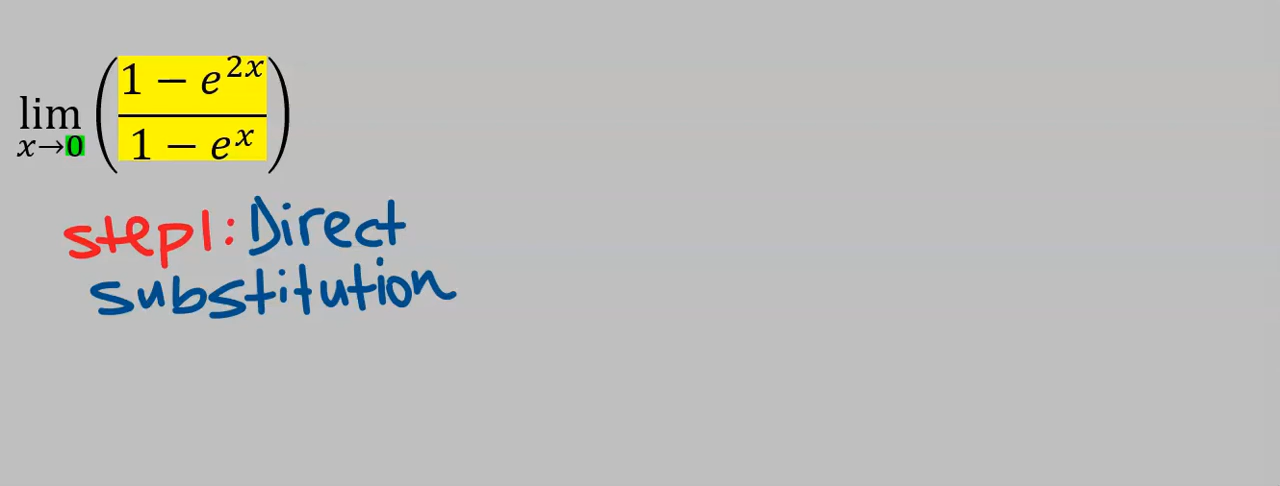 lim x→0 ( (1 − e^{2x}) / (1 − e^x) )
step1: Direct
substitution